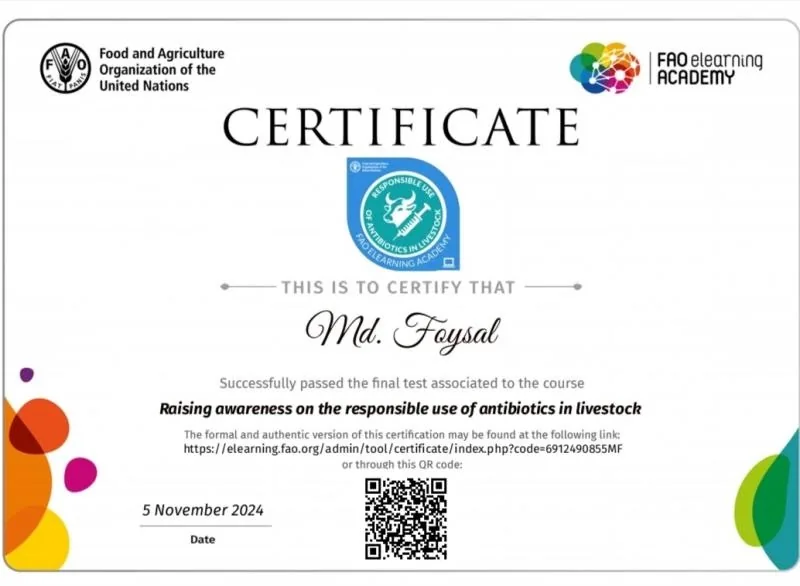 Food and Agriculture
Organization of the
United Nations
F A O
FIAT PANIS
FAO elearning
ACADEMY
CERTIFICATE
RESPONSIBLE USE
OF ANTIBIOTICS IN LIVESTOCK
FAO ELEARNING ACADEMY
THIS IS TO CERTIFY THAT
Md. Foysal
Successfully passed the final test associated to the course
Raising awareness on the responsible use of antibiotics in livestock
The formal and authentic version of this certification may be found at the following link:
https://elearning.fao.org/admin/tool/certificate/index.php?code=6912490855MF
or through this QR code:
5 November 2024
Date